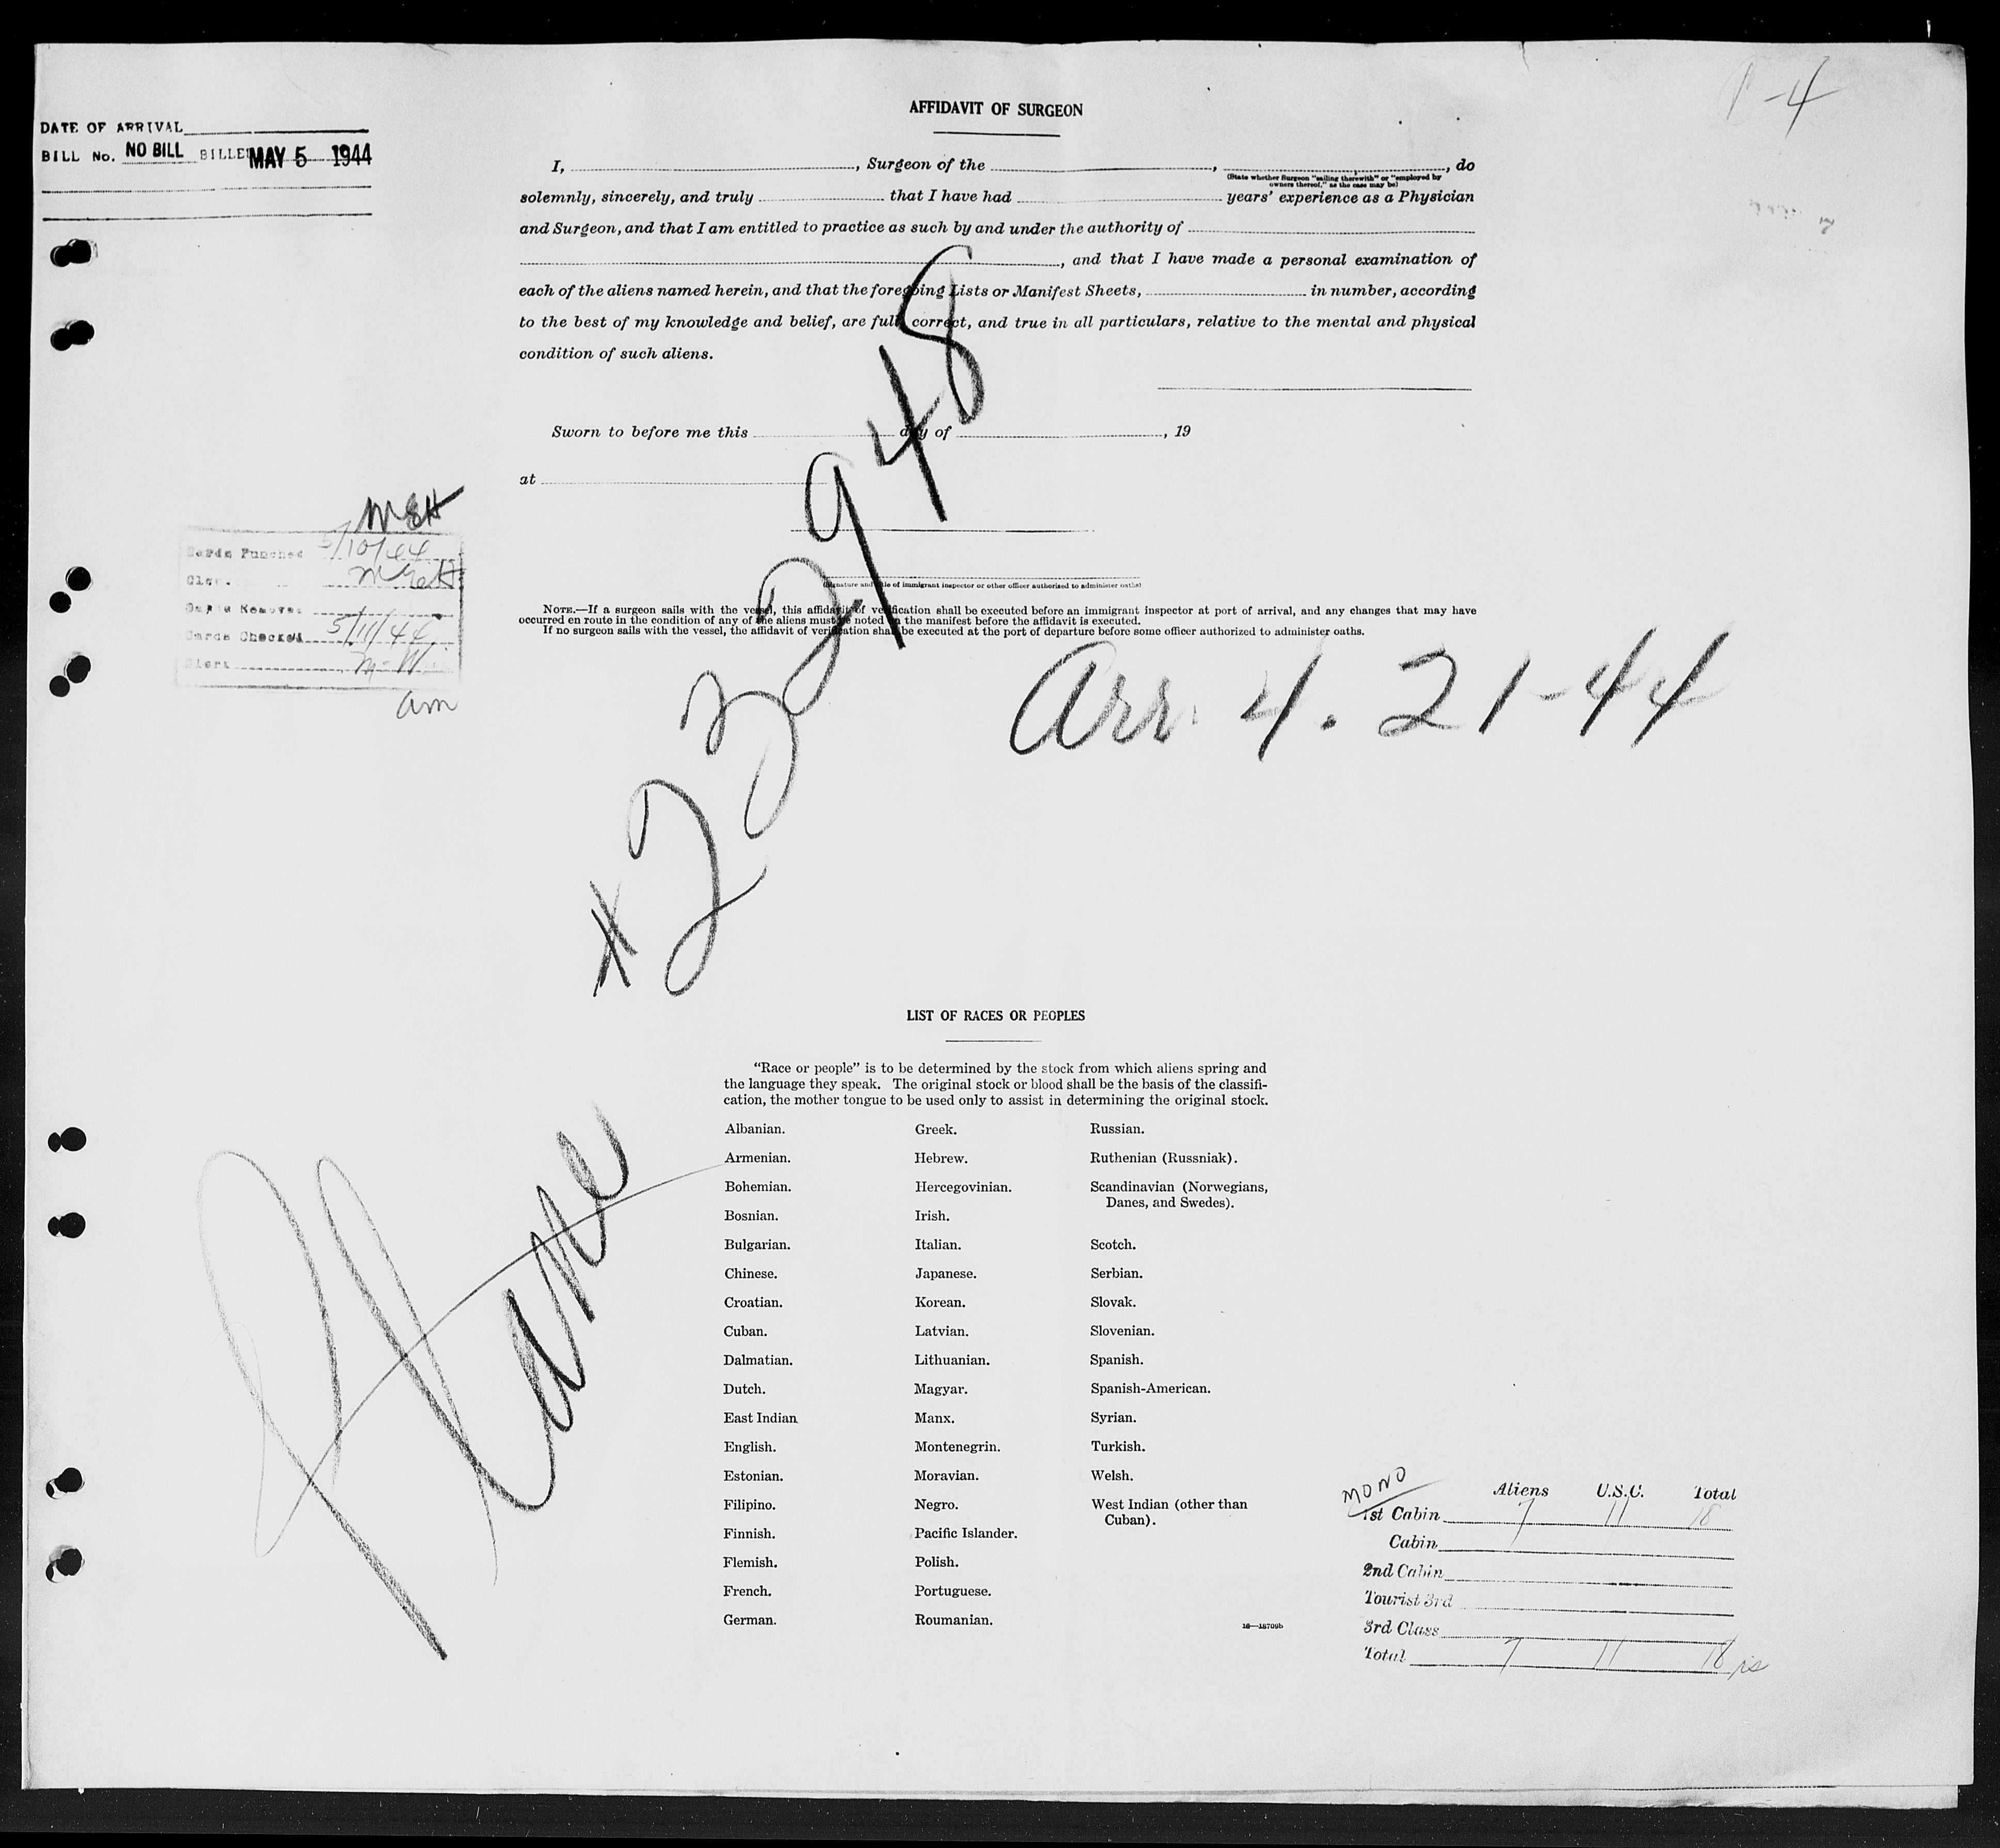 1-4
DATE OF ARRIVAL
BILL No. NO BILL BILLED MAY 5 1944
AFFIDAVIT OF SURGEON
I, , Surgeon of the , , do
(State whether Surgeon "sailing therewith" or "employed by
owners thereof," as the case may be)
solemnly, sincerely, and truly that I have had years' experience as a Physician
and Surgeon, and that I am entitled to practice as such by and under the authority of
, and that I have made a personal examination of
each of the aliens named herein, and that the foregoing Lists or Manifest Sheets, in number, according
to the best of my knowledge and belief, are full, correct, and true in all particulars, relative to the mental and physical
condition of such aliens.
Sworn to before me this day of , 19
at
(Signature and title of immigrant inspector or other officer authorized to administer oaths)
NOTE.—If a surgeon sails with the vessel, this affidavit of verification shall be executed before an immigrant inspector at port of arrival, and any changes that may have
occurred en route in the condition of any of the aliens must be noted on the manifest before the affidavit is executed.
If no surgeon sails with the vessel, the affidavit of verification shall be executed at the port of departure before some officer authorized to administer oaths.
MEH
Cards Punched 5/10/44
Clerk
Cards Removed
Cards Checked 5/11/44
Clerk M-W
am
Arr. 4. 21-44
Plane
LIST OF RACES OR PEOPLES
"Race or people" is to be determined by the stock from which aliens spring and
the language they speak. The original stock or blood shall be the basis of the classifi-
cation, the mother tongue to be used only to assist in determining the original stock.
Albanian.
Armenian.
Bohemian.
Bosnian.
Bulgarian.
Chinese.
Croatian.
Cuban.
Dalmatian.
Dutch.
East Indian
English.
Estonian.
Filipino.
Finnish.
Flemish.
French.
German.
Greek.
Hebrew.
Hercegovinian.
Irish.
Italian.
Japanese.
Korean.
Latvian.
Lithuanian.
Magyar.
Manx.
Montenegrin.
Moravian.
Negro.
Pacific Islander.
Polish.
Portuguese.
Roumanian.
Russian.
Ruthenian (Russniak).
Scandinavian (Norwegians,
Danes, and Swedes).
Scotch.
Serbian.
Slovak.
Slovenian.
Spanish.
Spanish-American.
Syrian.
Turkish.
Welsh.
West Indian (other than
Cuban).
16—18709b
MONO
Aliens U.S.C. Total
1st Cabin 7 11 18
Cabin
2nd Cabin
Tourist 3rd
3rd Class
Total 7 11 18